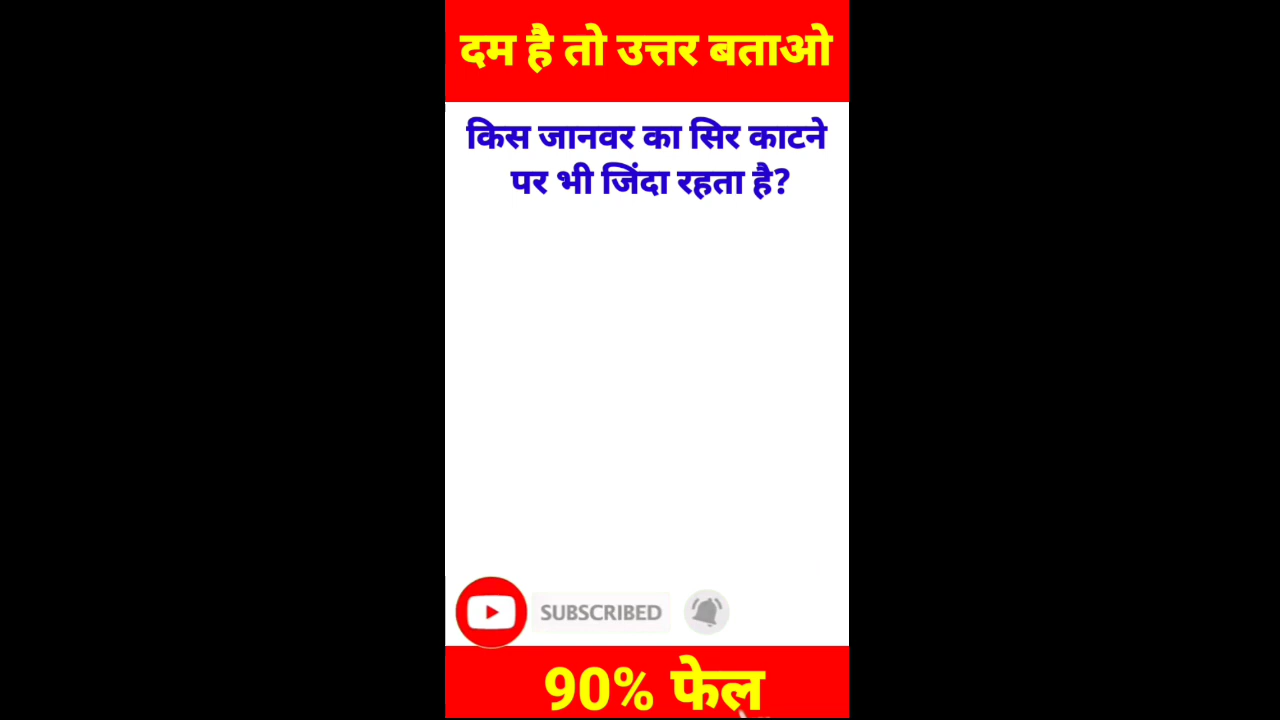 दम है तो उत्तर बताओ
किस जानवर का सिर काटने
पर भी जिंदा रहता है?
SUBSCRIBED
90% फेल